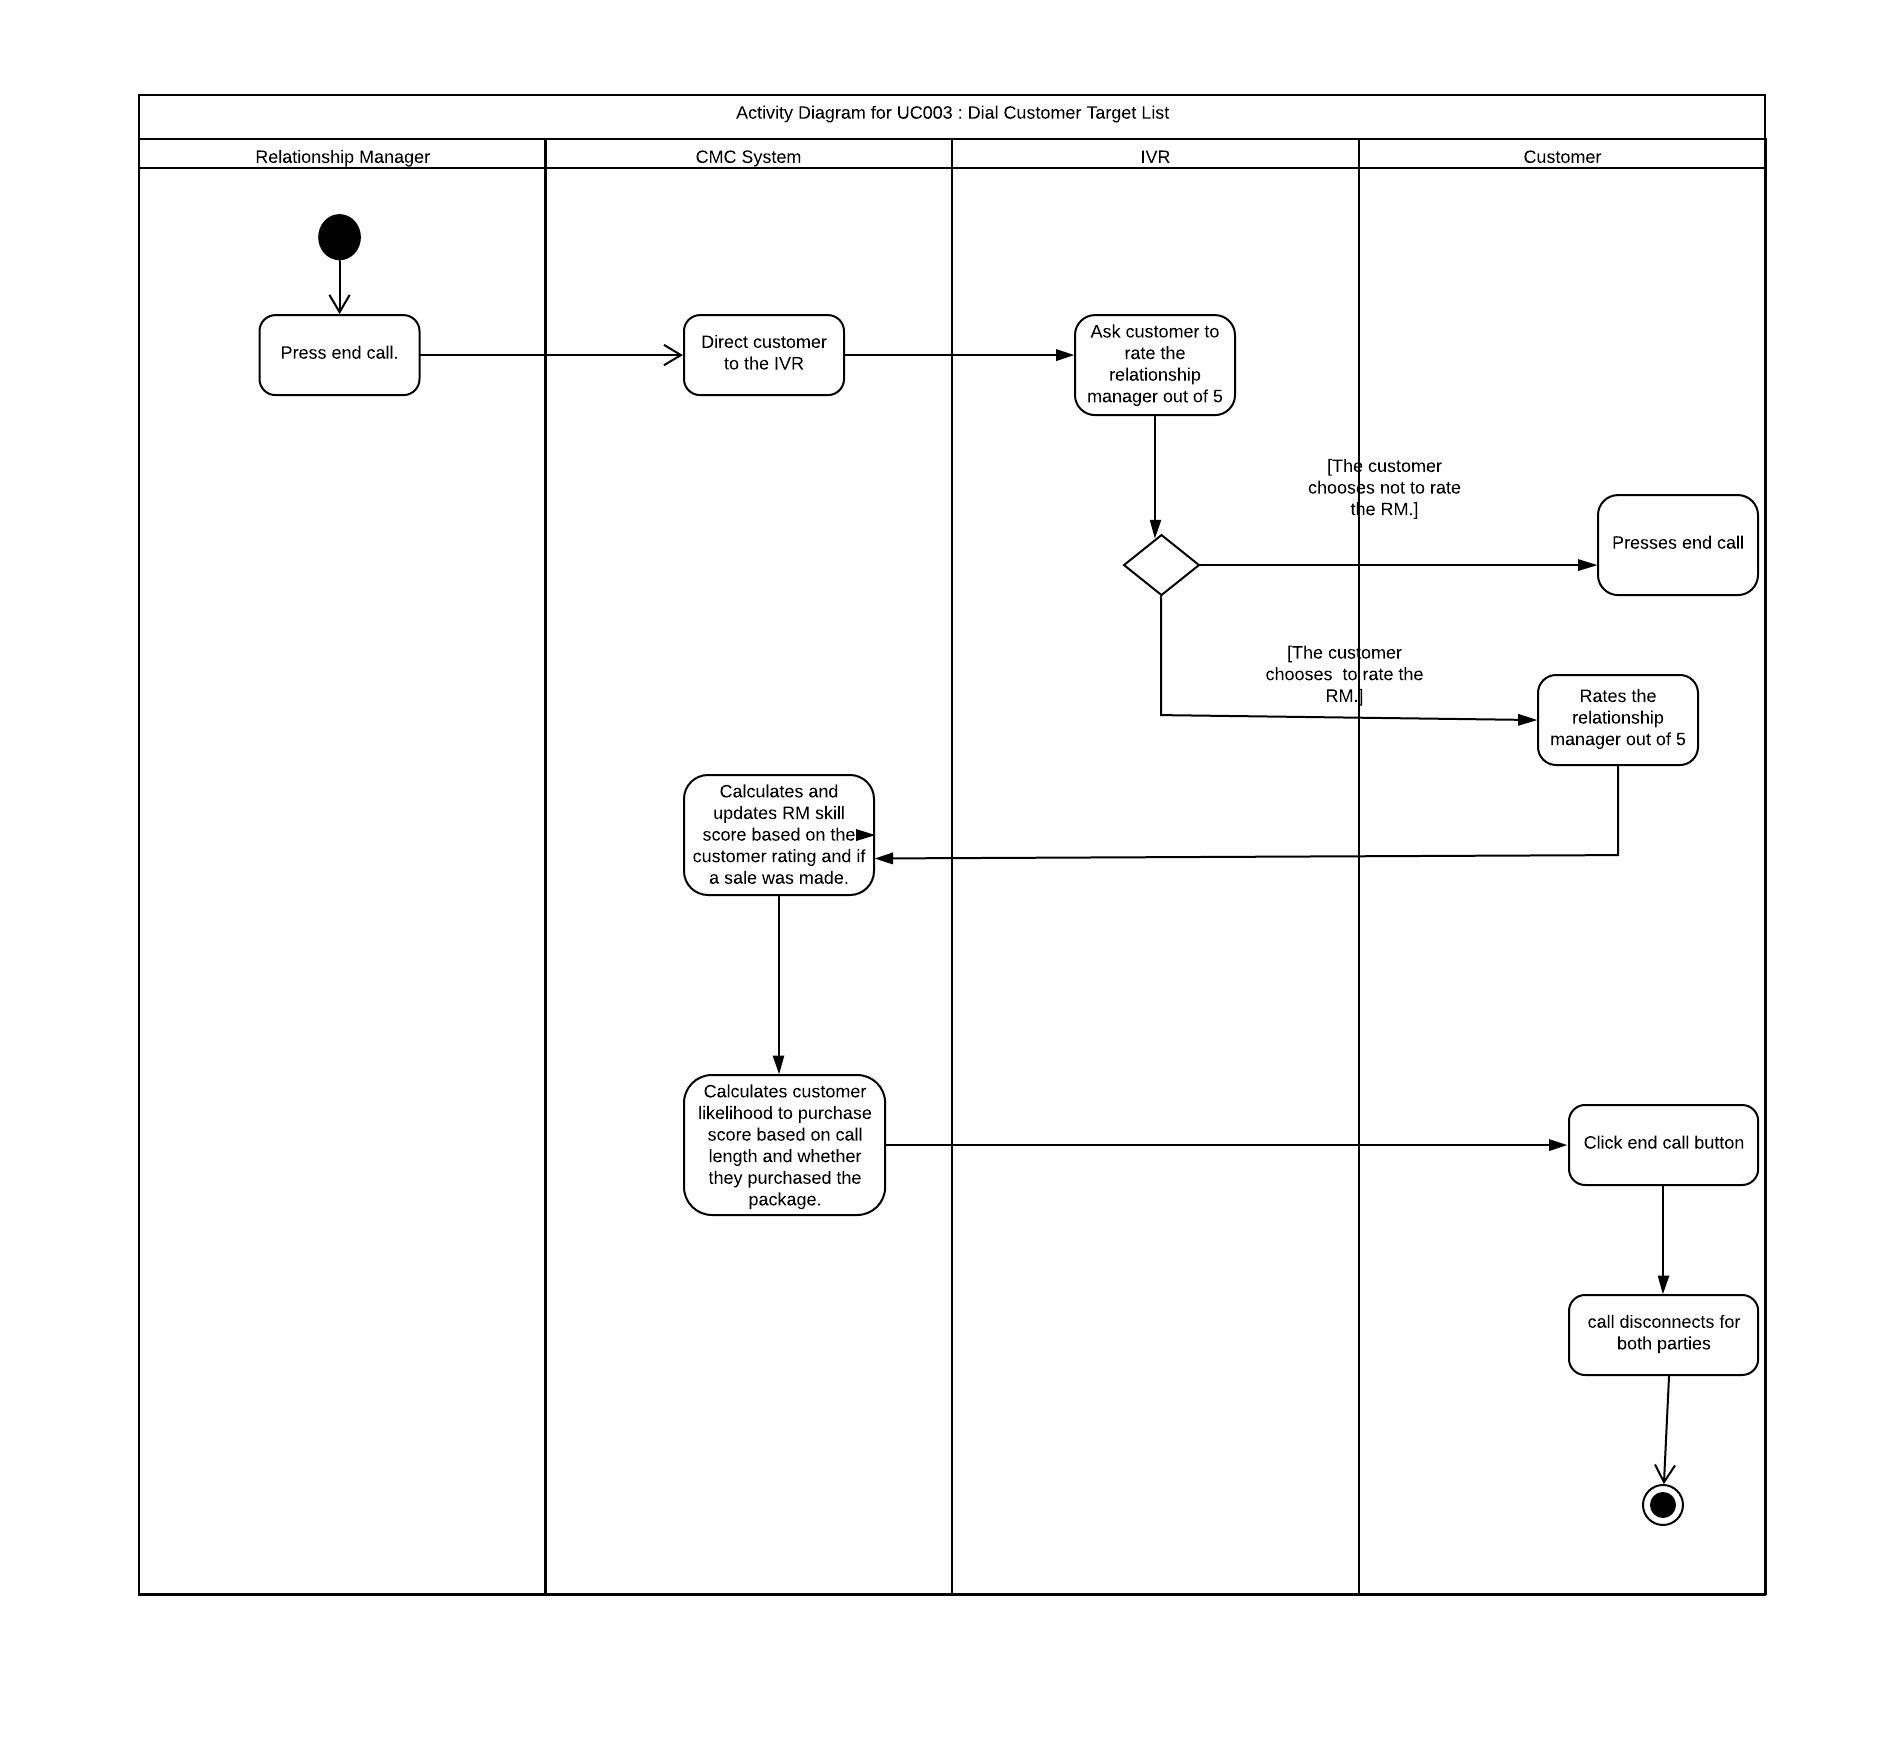 Activity Diagram for UC003 : Dial Customer Target List
Relationship Manager
CMC System
IVR
Customer
Press end call.
Direct customer
to the IVR
Ask customer to
rate the
relationship
manager out of 5
[The customer
chooses not to rate
the RM.]
Presses end call
[The customer
chooses  to rate the
RM.]
Rates the
relationship
manager out of 5
Calculates and
updates RM skill
score based on the
customer rating and if
a sale was made.
Calculates customer
likelihood to purchase
score based on call
length and whether
they purchased the
package.
Click end call button
call disconnects for
both parties